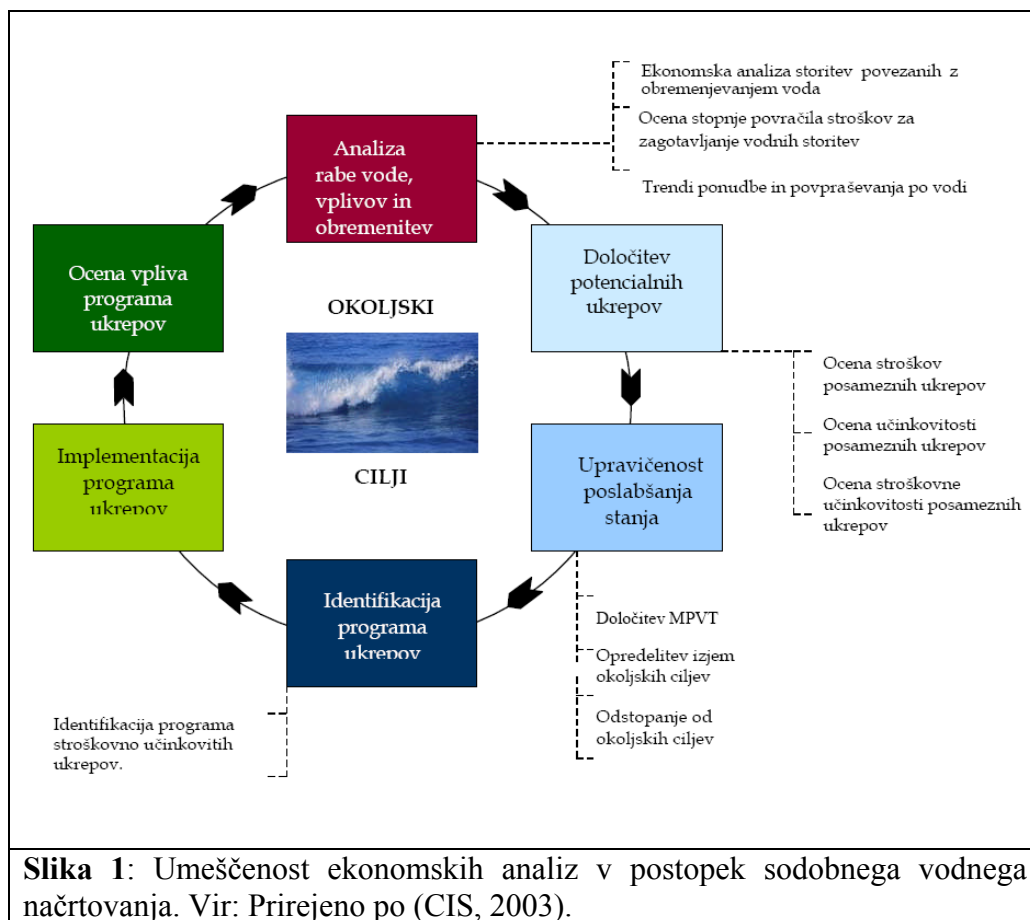 Ekonomska analiza storitev povezanih z
obremenjevanjem voda
Ocena stopnje povračila stroškov za
zagotavljanje vodnih storitev
Trendi ponudbe in povpraševanja po vodi
Analiza
rabe vode,
vplivov in
obremenitev
Določitev
potencialnih
ukrepov
Ocena stroškov
posameznih ukrepov
Ocena učinkovitosti
posameznih ukrepov
Ocena stroškovne
učinkovitosti posameznih
ukrepov
Upravičenost
poslabšanja
stanja
Določitev MPVT
Opredelitev izjem
okoljskih ciljev
Odstopanje od
okoljskih ciljev
Identifikacija
programa
ukrepov
Identifikacija programa
stroškovno učinkovitih
ukrepov.
Implementacija
programa
ukrepov
Ocena vpliva
programa
ukrepov
OKOLJSKI
CILJI
Slika 1: Umeščenost ekonomskih analiz v postopek sodobnega vodnega
načrtovanja. Vir: Prirejeno po (CIS, 2003).